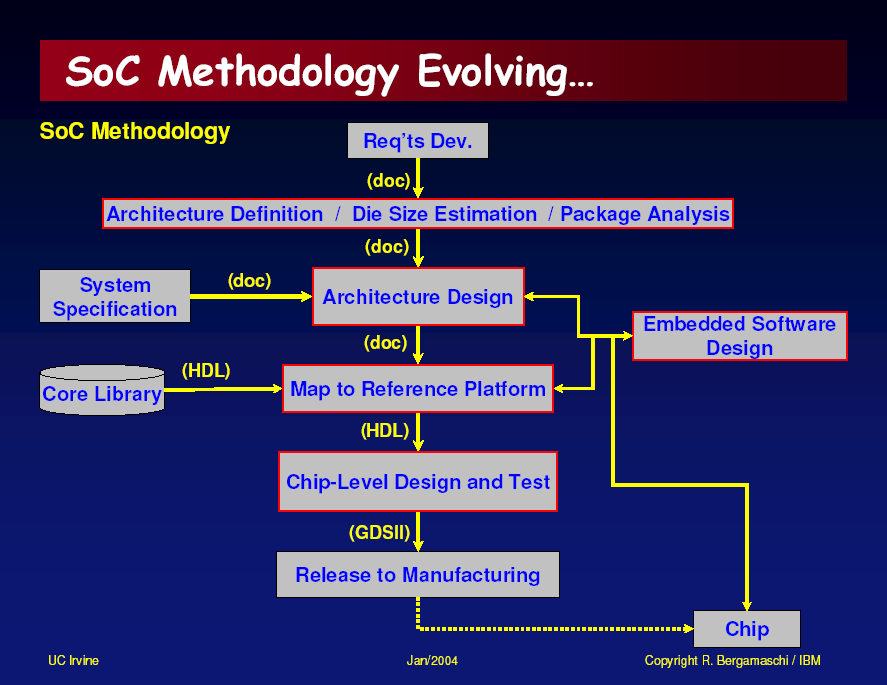 SoC Methodology Evolving...
SoC Methodology
Req'ts Dev.
(doc)
Architecture Definition / Die Size Estimation / Package Analysis
(doc)
System
Specification
(doc)
Architecture Design
Embedded Software
Design
(doc)
Core Library
(HDL)
Map to Reference Platform
(HDL)
Chip-Level Design and Test
(GDSII)
Release to Manufacturing
Chip
UC Irvine
Jan/2004
Copyright R. Bergamaschi / IBM